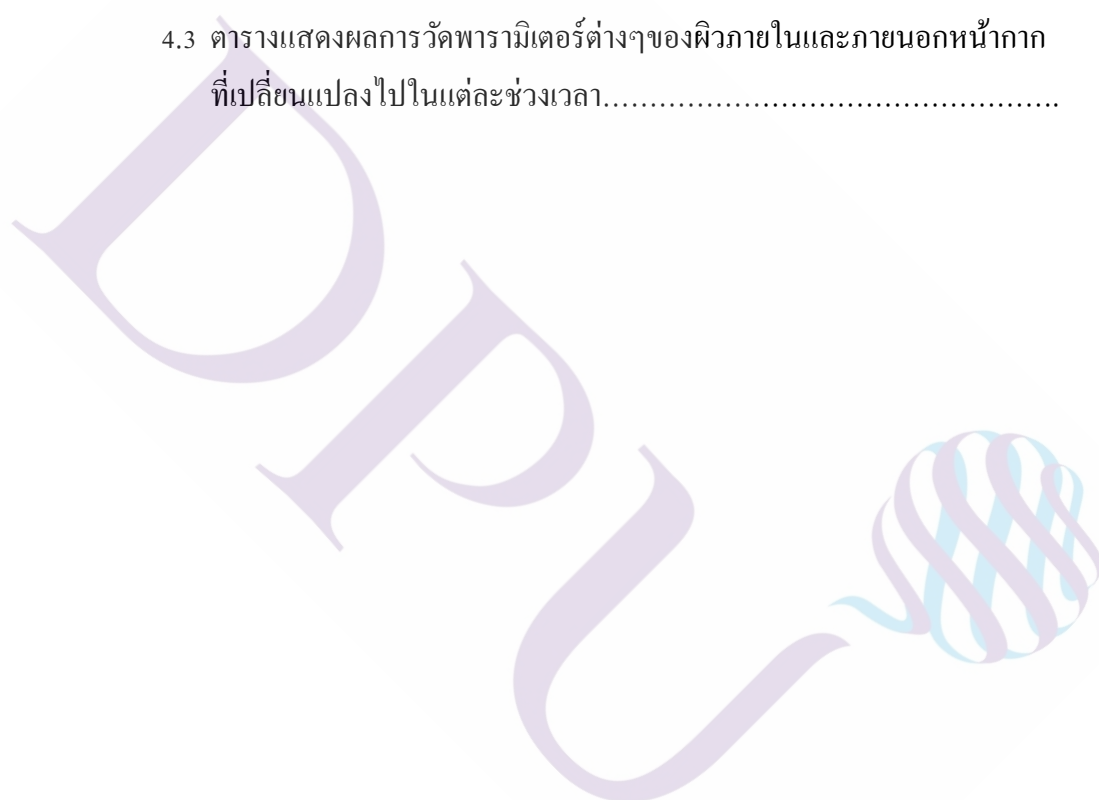 4.3 ตารางแสดงผลการวัดพารามิเตอร์ต่างๆของผิวภายในและภายนอกหน้ากาก
ที่เปลี่ยนแปลงไปในแต่ละช่วงเวลา.................................................
DPU